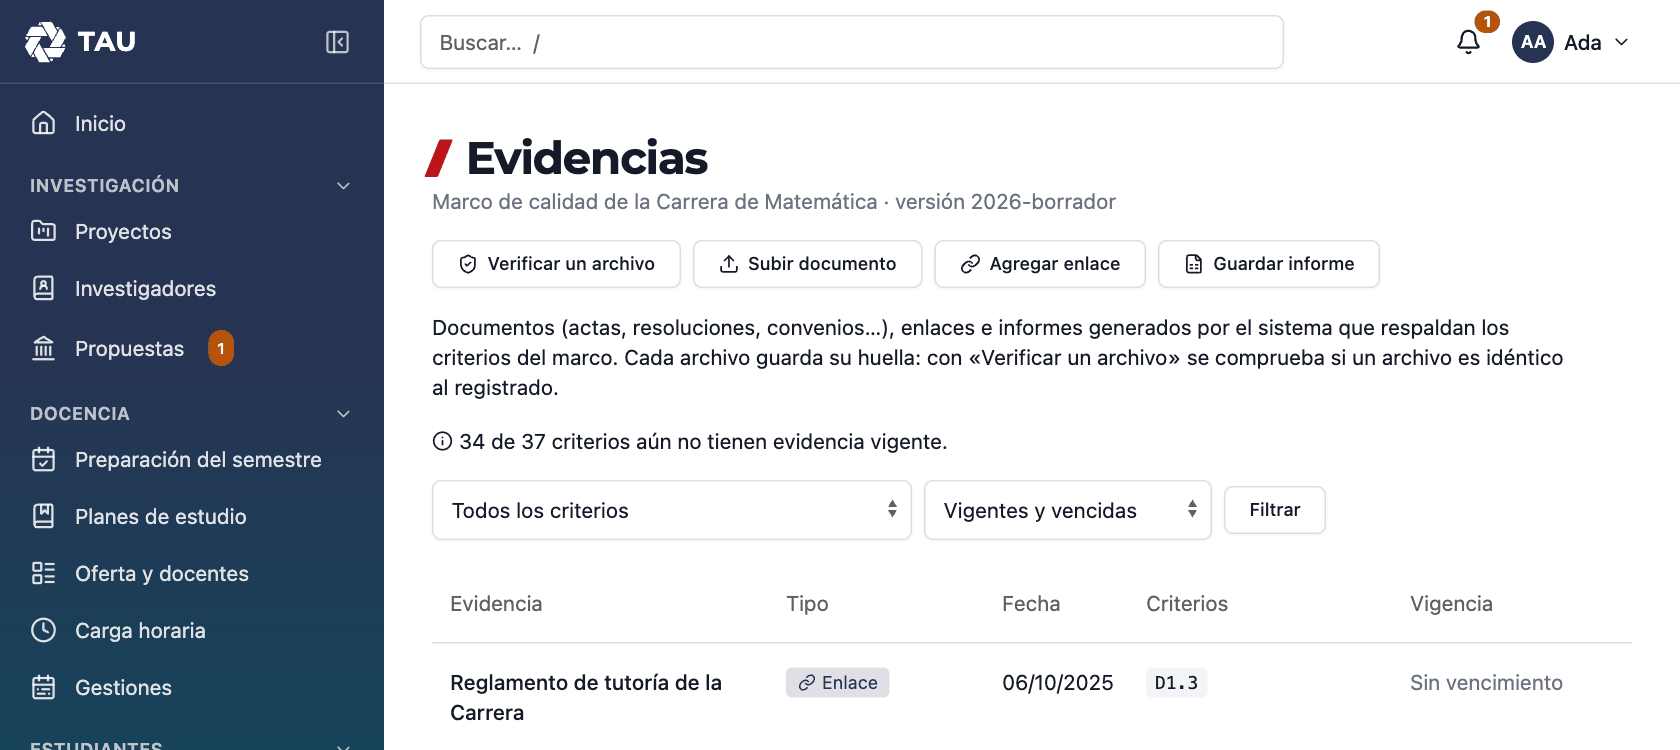 TAU
Buscar... /
1
AA Ada
Inicio
INVESTIGACIÓN
Proyectos
Investigadores
Propuestas 1
DOCENCIA
Preparación del semestre
Planes de estudio
Oferta y docentes
Carga horaria
Gestiones
ESTUDIANTES
Evidencias
Marco de calidad de la Carrera de Matemática · versión 2026-borrador
Verificar un archivo Subir documento Agregar enlace Guardar informe
Documentos (actas, resoluciones, convenios...), enlaces e informes generados por el sistema que respaldan los
criterios del marco. Cada archivo guarda su huella: con «Verificar un archivo» se comprueba si un archivo es idéntico
al registrado.
34 de 37 criterios aún no tienen evidencia vigente.
Todos los criterios Vigentes y vencidas Filtrar
Evidencia Tipo Fecha Criterios Vigencia
Reglamento de tutoría de la Enlace 06/10/2025 D1.3 Sin vencimiento
Carrera